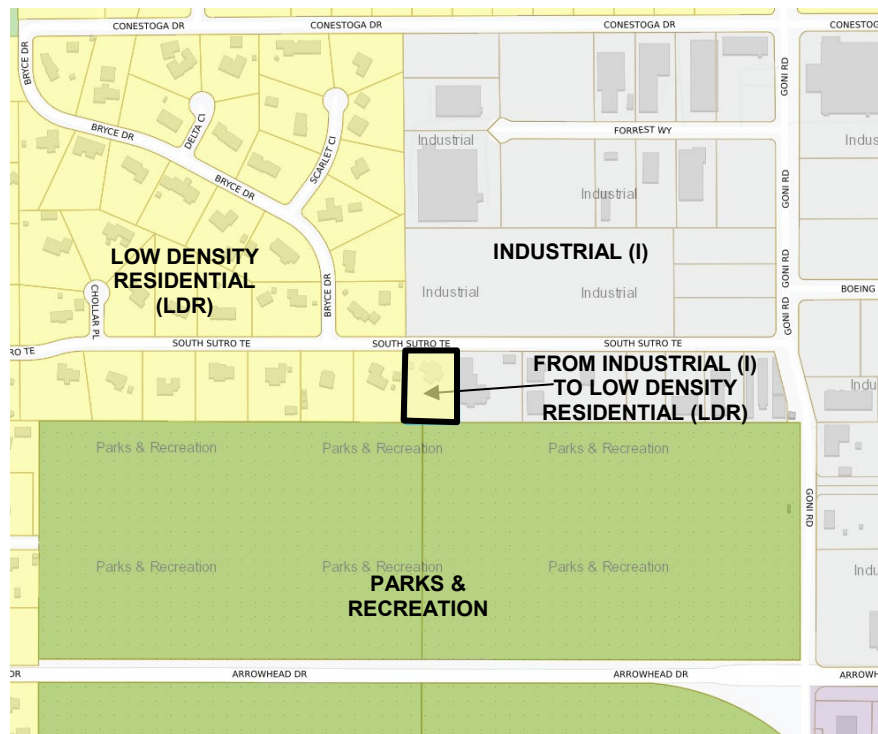 CONESTOGA DR
CONESTOGA DR
CONESTOGA DR
CONESTOG
BRYCE DR
DELTA CI
SCARLET CI
BRYCE DR
BRYCE DR
GONI RD
FORREST WY
Industrial
Indus
Industrial
GONI RD
LOW DENSITY
RESIDENTIAL
(LDR)
INDUSTRIAL (I)
GONI RD
CHOLLAR PL
BRYCE DR
Industrial
Industrial
GONI RD
BOEING
RO TE
SOUTH SUTRO TE
SOUTH SUTRO TE
SOUTH SUTRO TE
FROM INDUSTRIAL (I)
TO LOW DENSITY
RESIDENTIAL (LDR)
Indu
Parks & Recreation
Parks & Recreation
Parks & Recreation
GONI RD
Parks & Recreation
Parks & Recreation
Parks & Recreation
Indu
PARKS &
RECREATION
DR
ARROWHEAD DR
ARROWHEAD DR
ARROWH